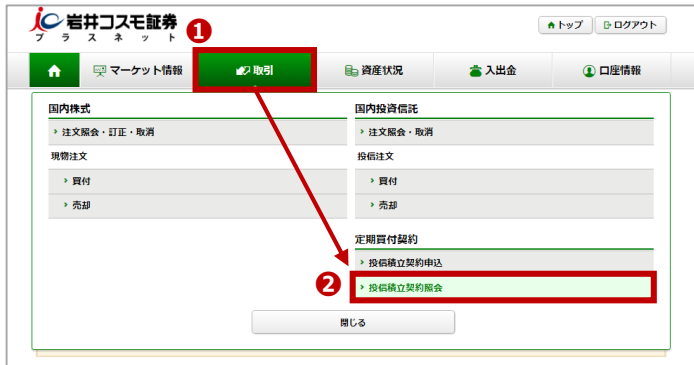 岩井コスモ証券
プラスネット
トップ
ログアウト
❶
マーケット情報
取引
資産状況
入出金
口座情報
国内株式
注文照会・訂正・取消
現物注文
買付
売却
国内投資信託
注文照会・取消
投信注文
買付
売却
定期買付契約
投信積立契約申込
❷
投信積立契約照会
閉じる